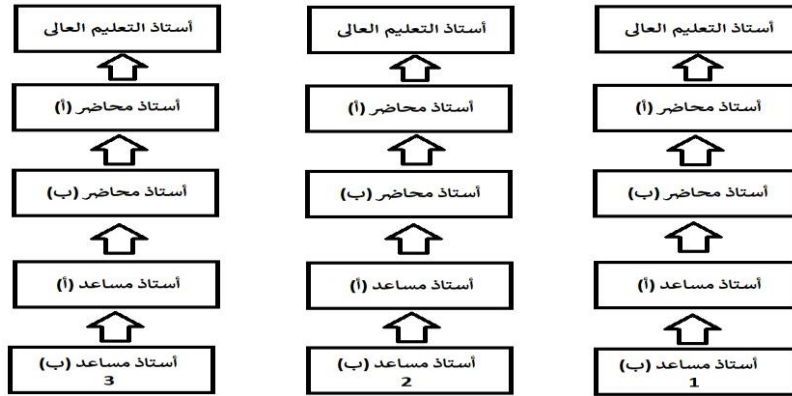 أستاذ التعليم العالى
أستاذ التعليم العالى
أستاذ التعليم العالى
أستاذ محاضر (أ)
أستاذ محاضر (أ)
أستاذ محاضر (أ)
أستاذ محاضر (ب)
أستاذ محاضر (ب)
أستاذ محاضر (ب)
أستاذ مساعد (أ)
أستاذ مساعد (أ)
أستاذ مساعد (أ)
أستاذ مساعد (ب)
1
أستاذ مساعد (ب)
2
أستاذ مساعد (ب)
3